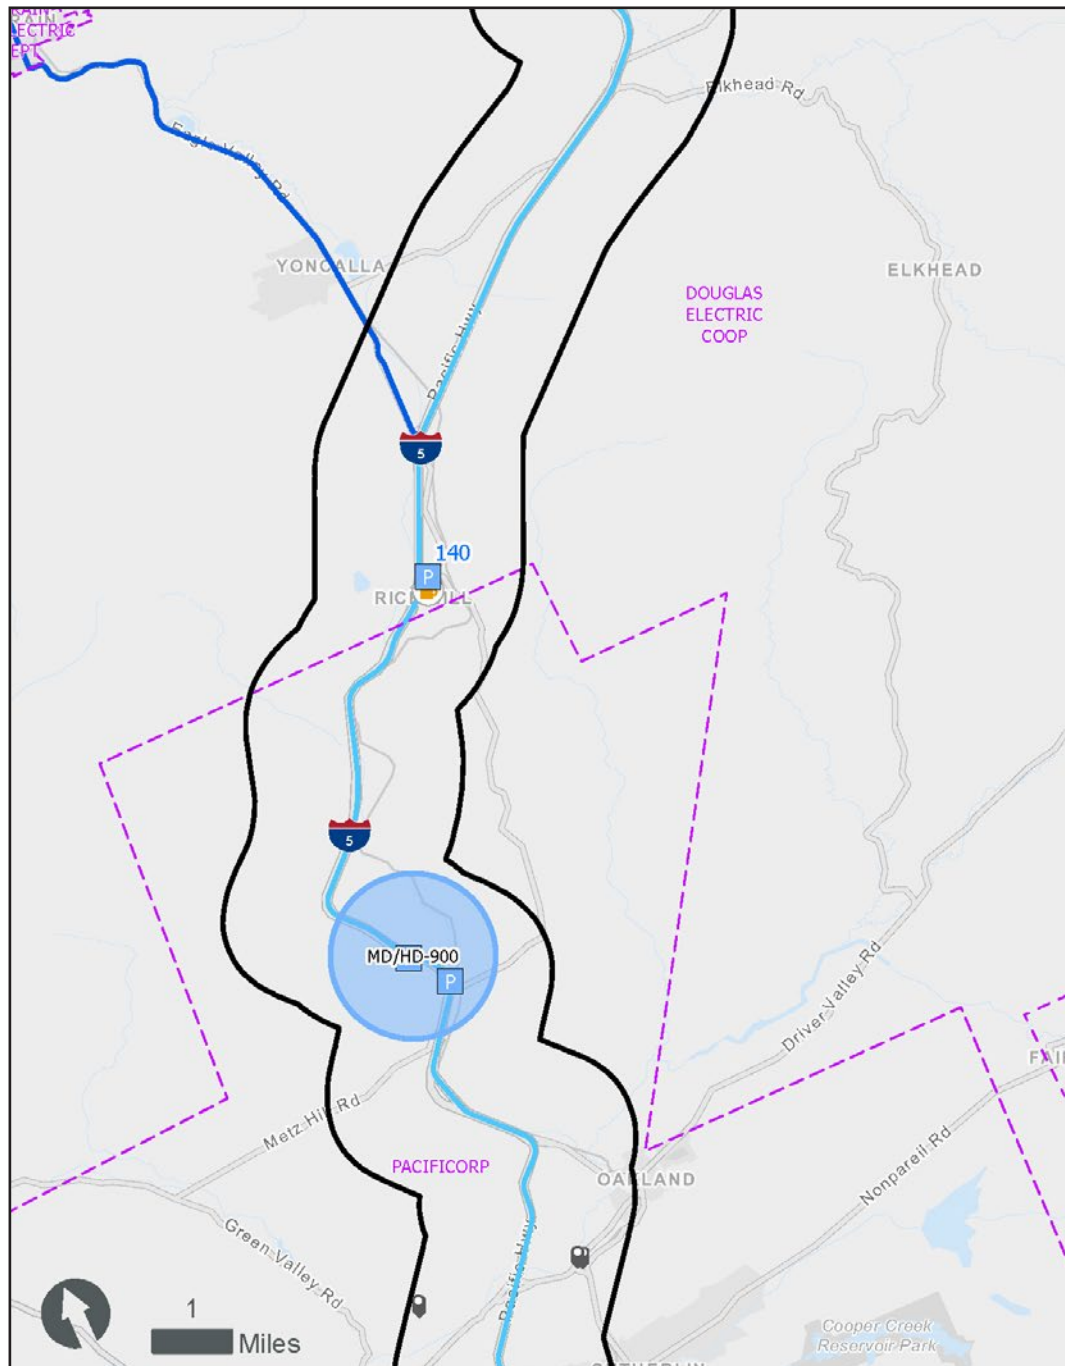 RAIN
ECTRIC
EPT
Elkhead Rd
Eagle Valley Rd
YONCALLA
ELKHEAD
DOUGLAS
ELECTRIC
COOP
Pacific Hwy
5
140
P
5
MD/HD-900
P
Driver Valley Rd
Metz Hill Rd
PACIFICORP
OAKLAND
Nonpareil Rd
Green Valley Rd
Pacific Hwy
1
Miles
Cooper Creek
Reservoir Park